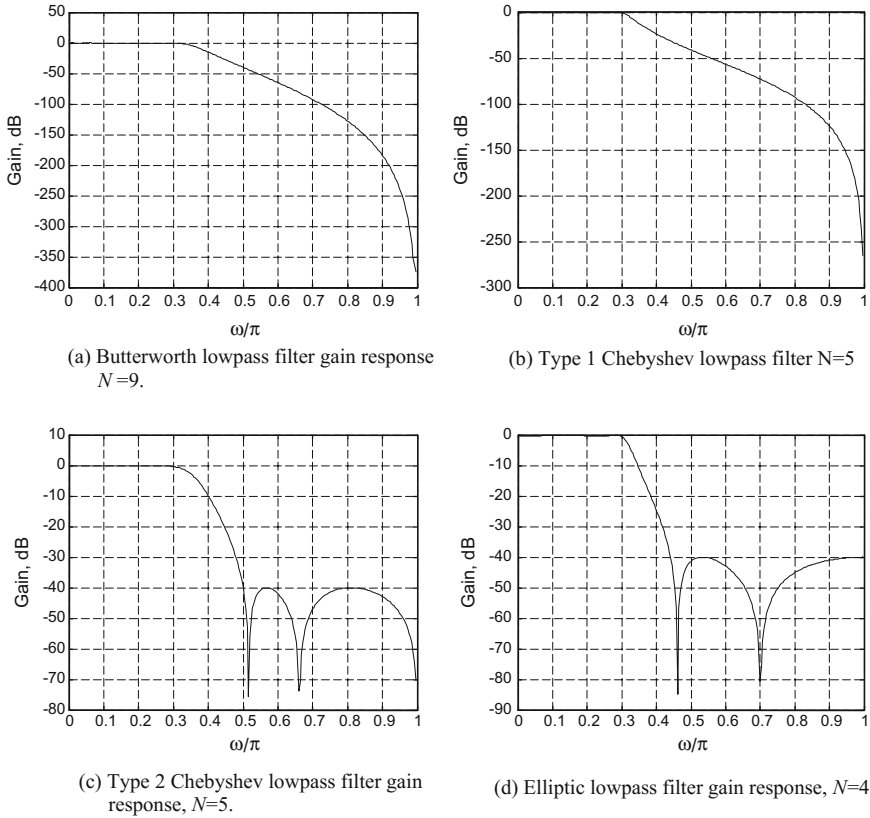 50
0
-50
-100
-150
-200
-250
-300
-350
-400
Gain, dB
0 0.1 0.2 0.3 0.4 0.5 0.6 0.7 0.8 0.9 1
ω/π
(a) Butterworth lowpass filter gain response
N =9.
0
-50
-100
-150
-200
-250
-300
Gain, dB
0 0.1 0.2 0.3 0.4 0.5 0.6 0.7 0.8 0.9 1
ω/π
(b) Type 1 Chebyshev lowpass filter N=5
10
0
-10
-20
-30
-40
-50
-60
-70
-80
Gain, dB
0 0.1 0.2 0.3 0.4 0.5 0.6 0.7 0.8 0.9 1
ω/π
(c) Type 2 Chebyshev lowpass filter gain
response, N=5.
0
-10
-20
-30
-40
-50
-60
-70
-80
-90
Gain, dB
0 0.1 0.2 0.3 0.4 0.5 0.6 0.7 0.8 0.9 1
ω/π
(d) Elliptic lowpass filter gain response, N=4